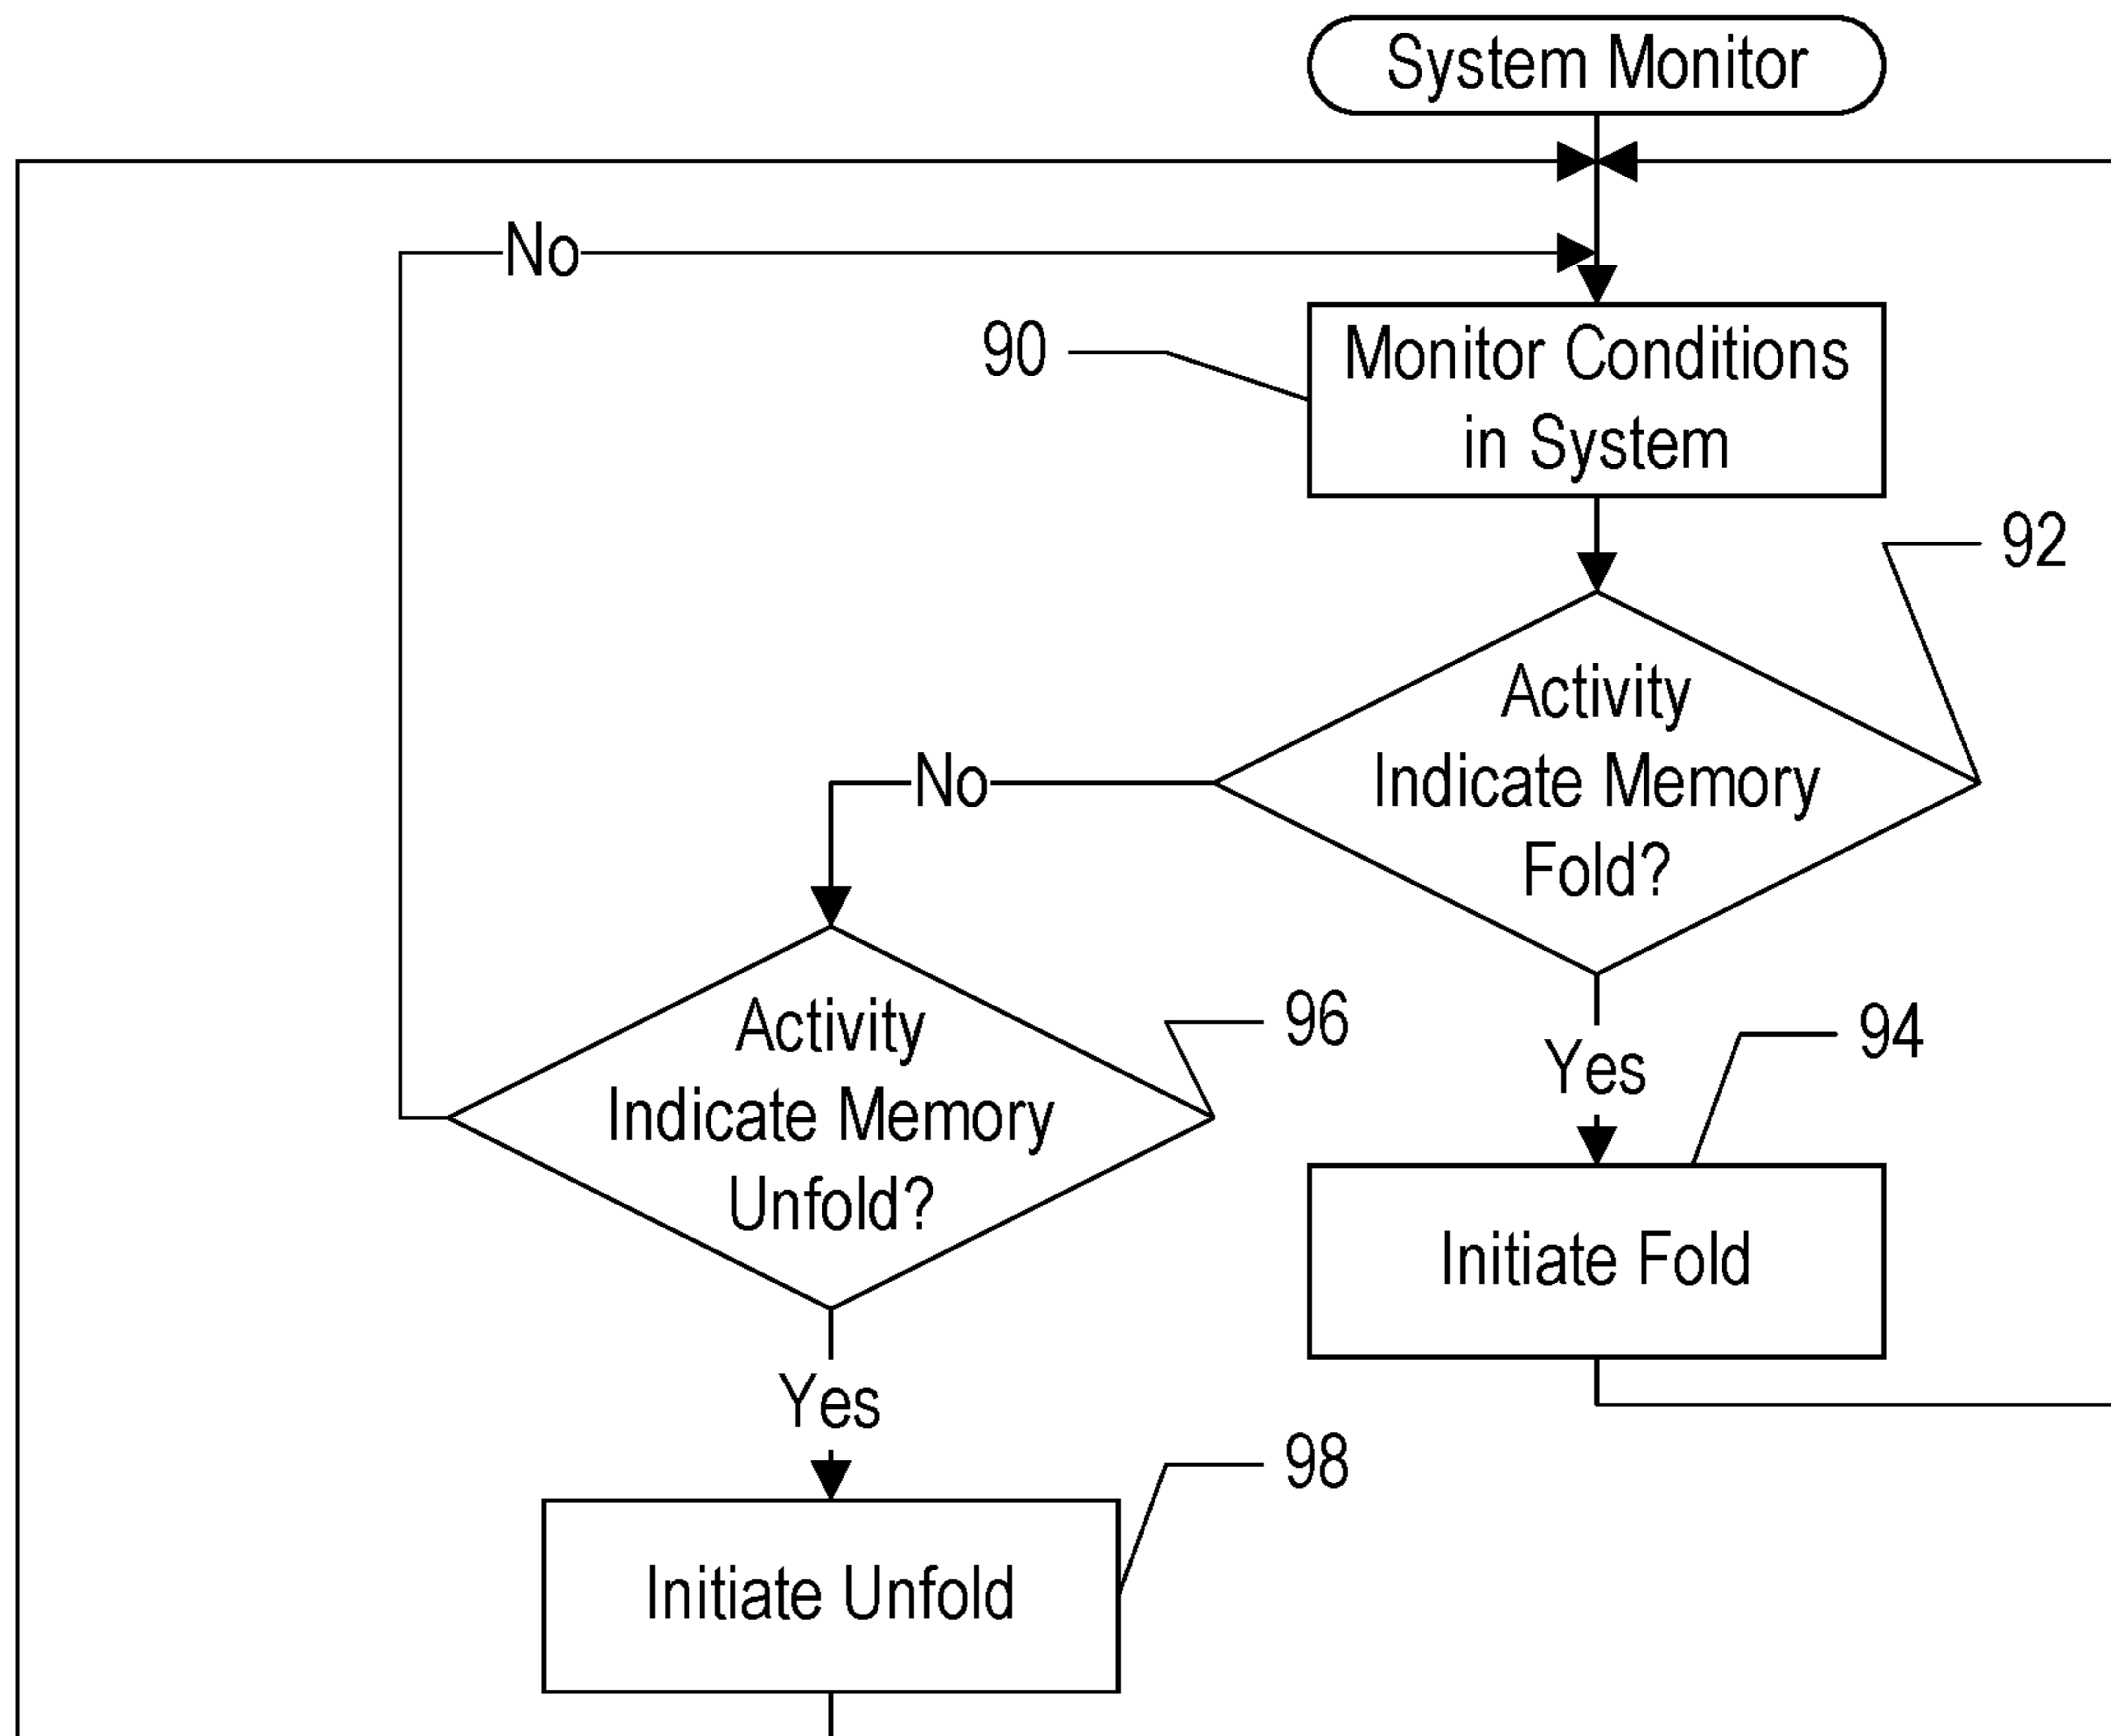 System Monitor
No
90
Monitor Conditions
in System
92
Activity
Indicate Memory
Fold?
No
Activity
Indicate Memory
Unfold?
96
Yes
94
Initiate Fold
Yes
98
Initiate Unfold